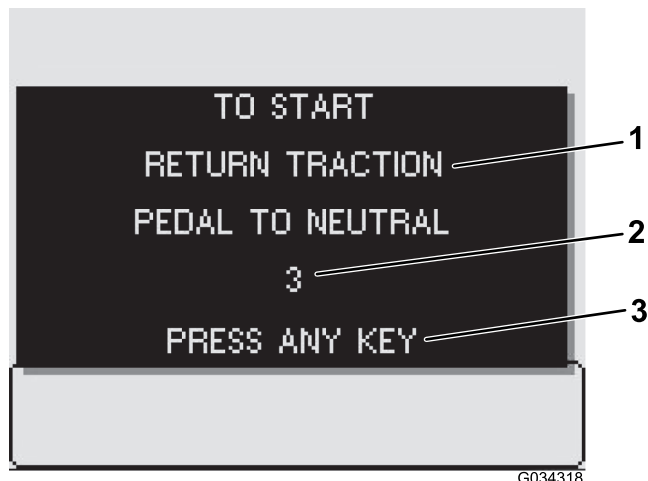 TO START
RETURN TRACTION
1
PEDAL TO NEUTRAL
2
3
3
PRESS ANY KEY
G034318